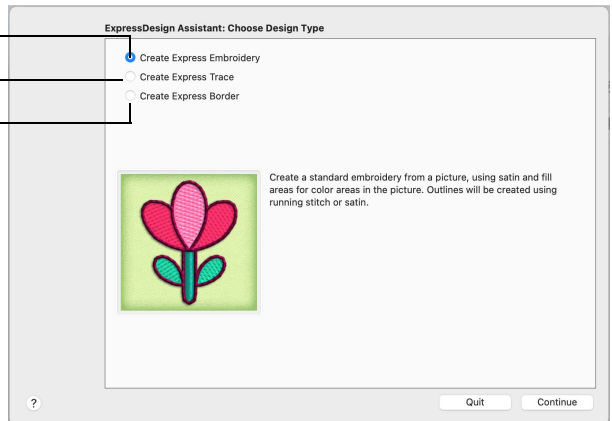 ExpressDesign Assistant: Choose Design Type
Create Express Embroidery
Create Express Trace
Create Express Border
Create a standard embroidery from a picture, using satin and fill
areas for color areas in the picture. Outlines will be created using
running stitch or satin.
?
Quit
Continue